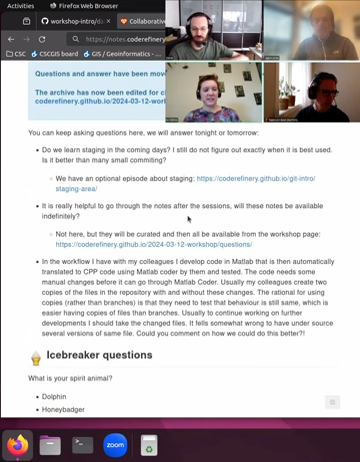 Activities
Firefox Web Browser
workshop-intro/da
Collaborative
https://notes.coderefinery
CSC
CSCGIS board
GIS / Geoinformatics -
Questions and answer have been mov
The archive has now been edited for cl
coderefinery.github.io/2024-03-12-wor
You can keep asking questions here, we will answer tonight or tomorrow:
Do we learn staging in the coming days? I still do not figure out exactly when it is best used.
Is it better than many small commiting?
We have an optional episode about staging: https://coderefinery.github.io/git-intro/
staging-area/
It is really helpful to go through the notes after the sessions, will these notes be available
indefinitely?
Not here, but they will be curated and then all be available from the workshop page:
https://coderefinery.github.io/2024-03-12-workshop/questions/
In the workflow I have with my colleagues I develop code in Matlab that is then automatically
translated to CPP code using Matlab coder by them and tested. The code needs some
manual changes before it can go through Matlab Coder. Usually my colleagues create two
copies of the files in the repository with and without these changes. The rational for using
copies (rather than branches) is that they need to test that behaviour is still same, which is
easier having copies of files than branches. Usually to continue working on further
developments I should take the changed files. It fells somewhat wrong to have under source
several versions of same file. Could you comment on how we could do this better?!
Icebreaker questions
What is your spirit animal?
Dolphin
Honeybadger
zoom